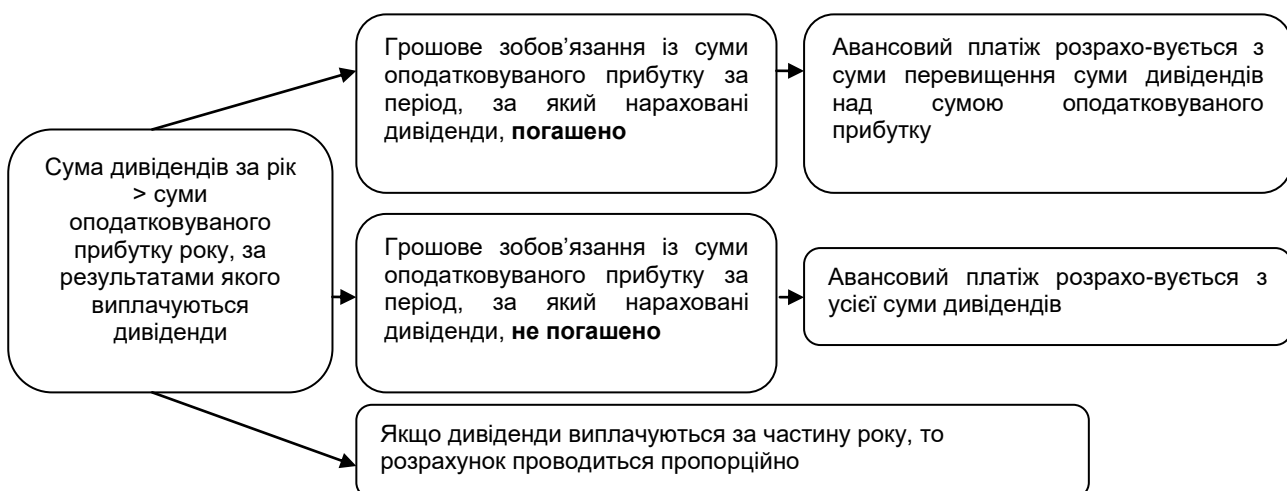 Сума дивідендів за рік
> суми
оподатковуваного
прибутку року, за
результатами якого
виплачуються
дивіденди
Грошове зобов’язання із суми
оподатковуваного прибутку за
період, за який нараховані
дивіденди, погашено
Авансовий платіж розрахо-вується з
суми перевищення суми дивідендів
над сумою оподатковуваного
прибутку
Грошове зобов’язання із суми
оподатковуваного прибутку за
період, за який нараховані
дивіденди, не погашено
Авансовий платіж розрахо-вується з
усієї суми дивідендів
Якщо дивіденди виплачуються за частину року, то
розрахунок проводиться пропорційно